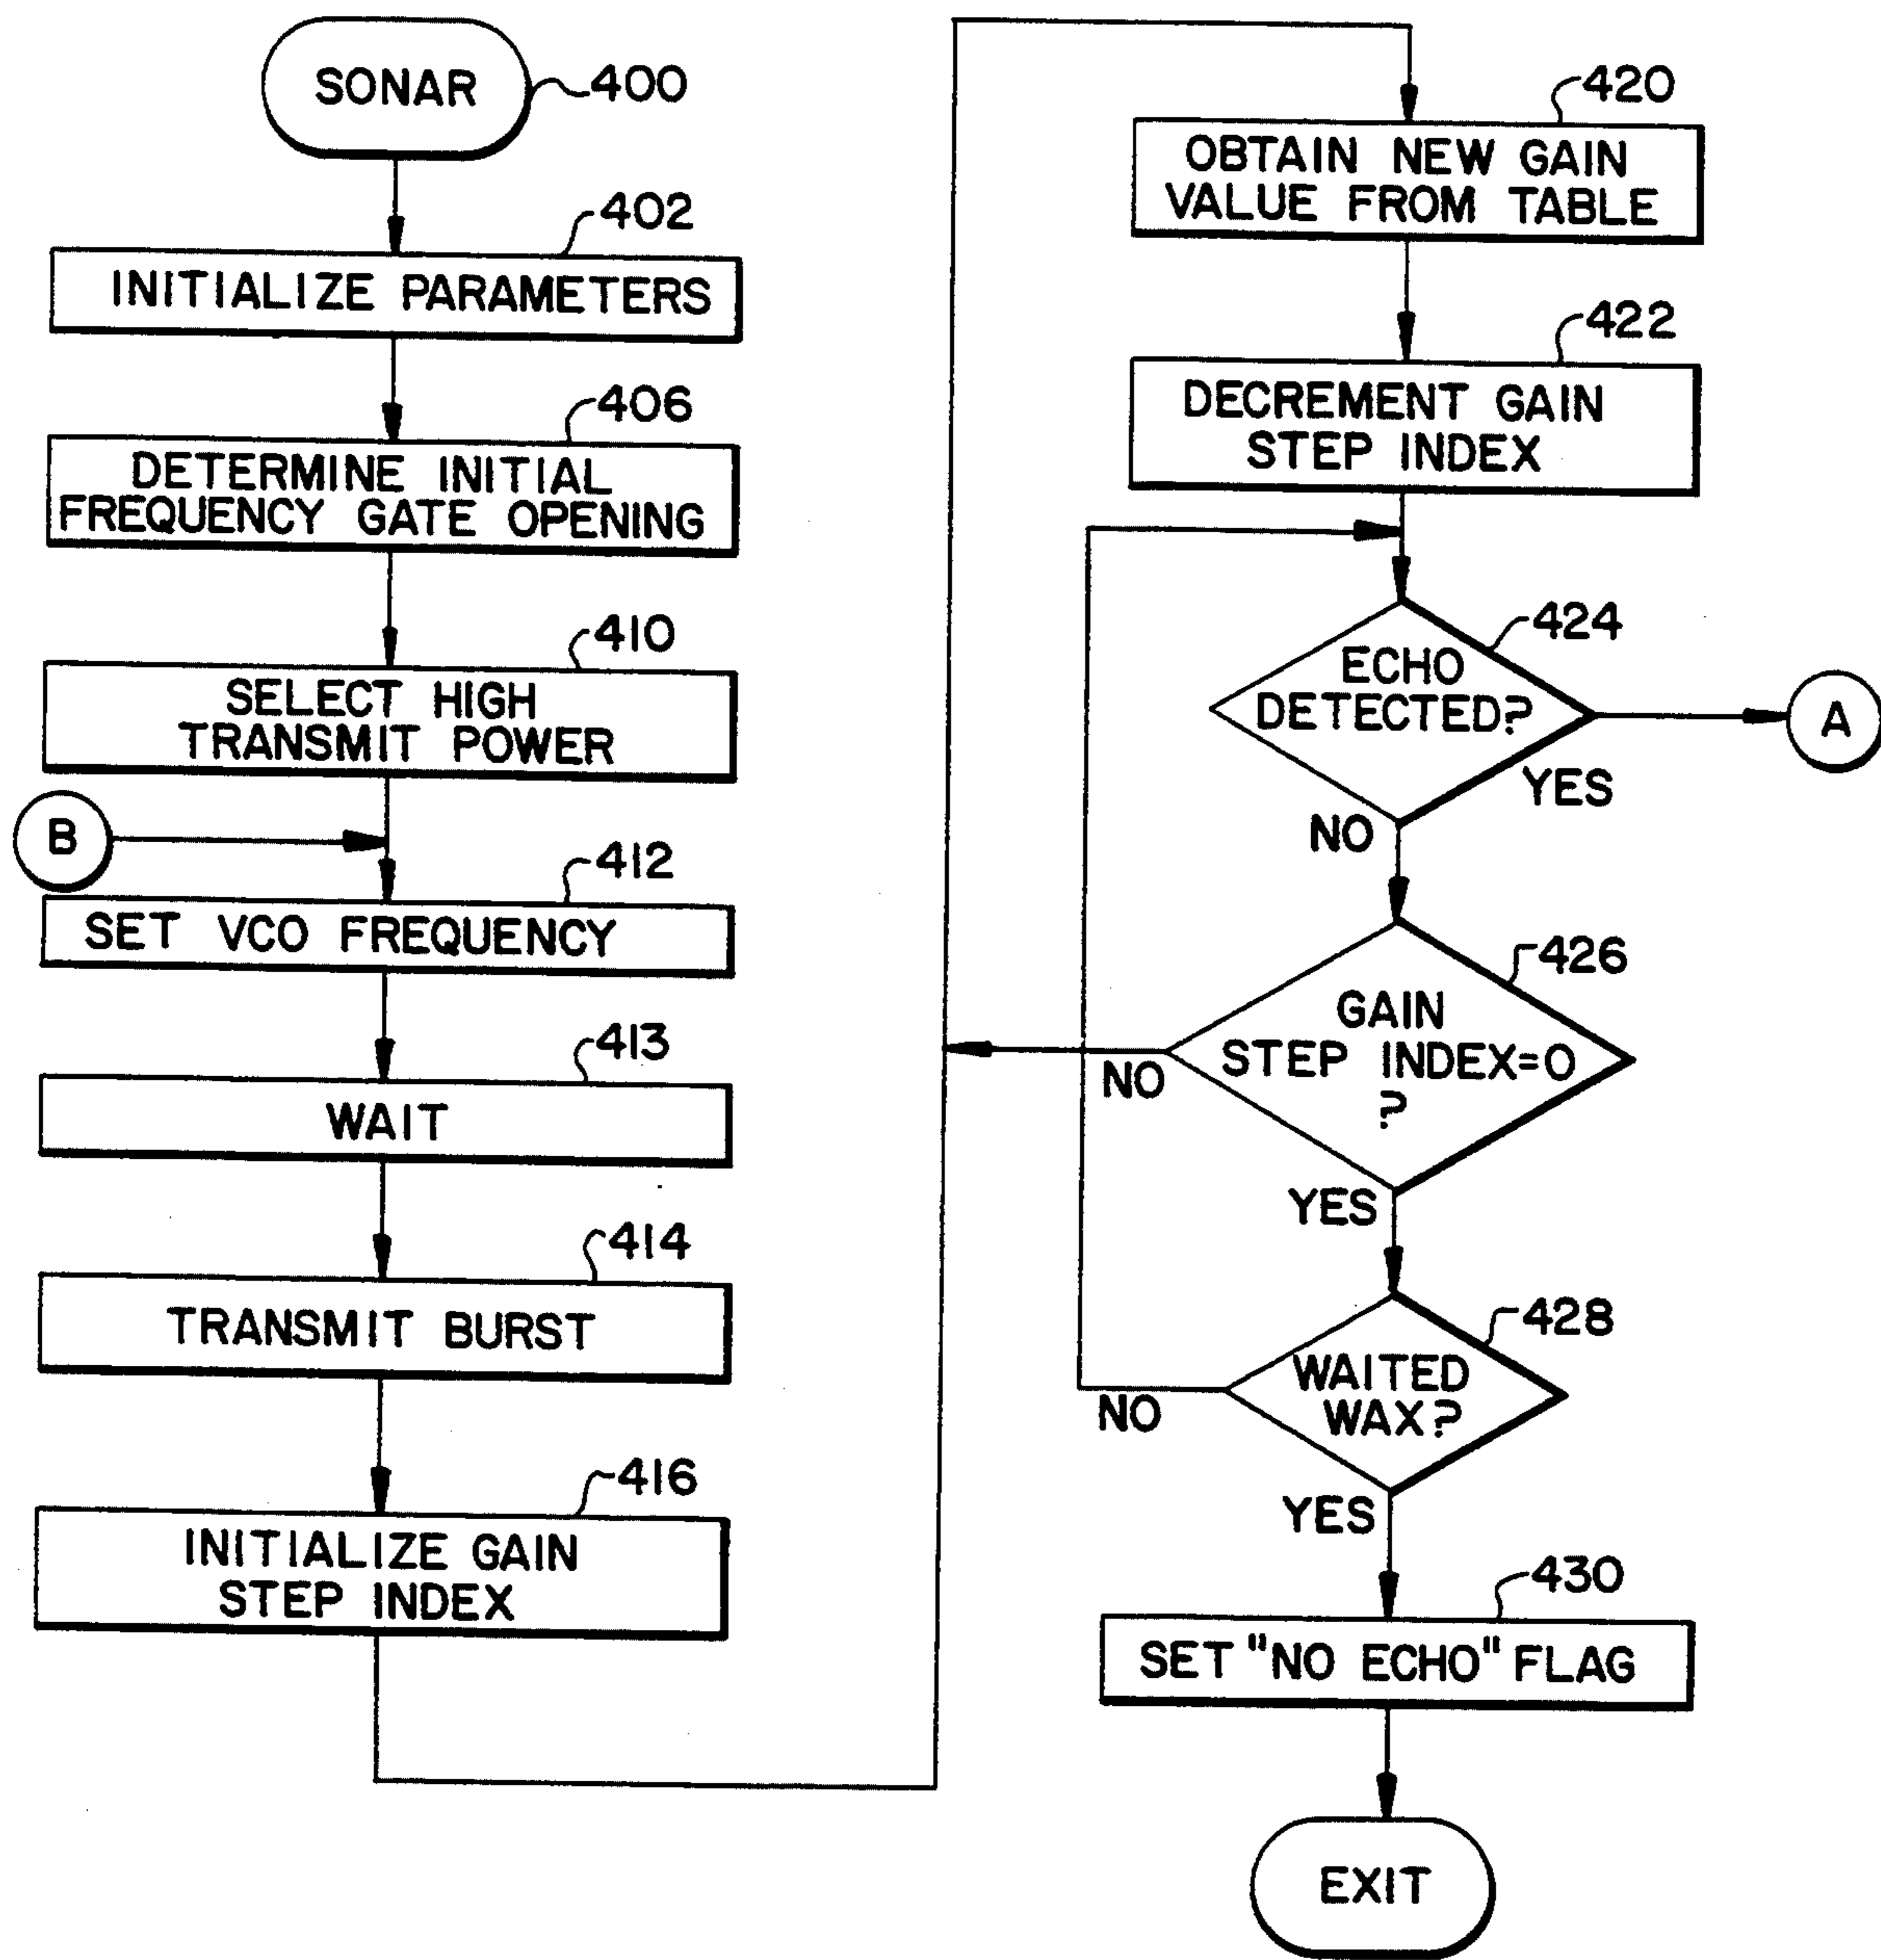 SONAR
400
402
INITIALIZE PARAMETERS
406
DETERMINE INITIAL
FREQUENCY GATE OPENING
410
SELECT HIGH
TRANSMIT POWER
B
412
SET VCO FREQUENCY
413
WAIT
414
TRANSMIT BURST
416
INITIALIZE GAIN
STEP INDEX
420
OBTAIN NEW GAIN
VALUE FROM TABLE
422
DECREMENT GAIN
STEP INDEX
424
ECHO
DETECTED?
A
YES
NO
426
GAIN
STEP INDEX=0
?
NO
YES
428
WAITED
WAX?
NO
YES
430
SET "NO ECHO" FLAG
EXIT